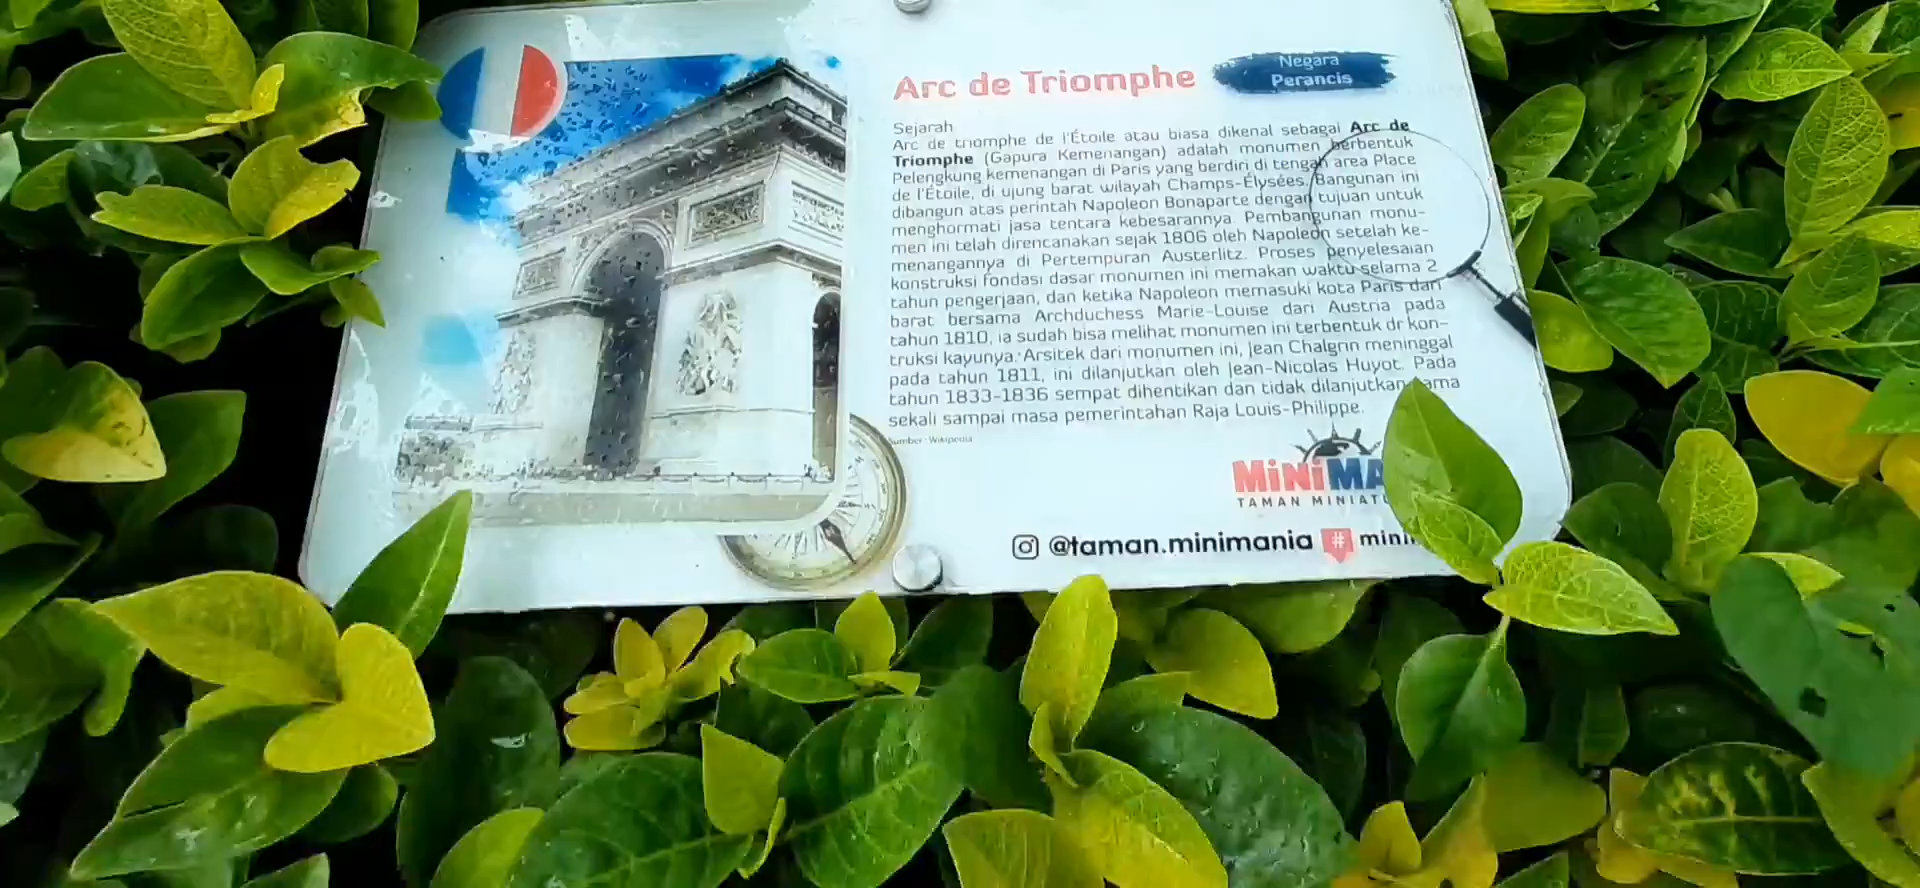 Arc de Triomphe
Negara
Perancis
Sejarah
Arc de triomphe de l'Étoile atau biasa dikenal sebagai Arc de
Triomphe (Gapura Kemenangan) adalah monumen berbentuk
Pelengkung kemenangan di Paris yang berdiri di tengah area Place
de l'Étoile, di ujung barat wilayah Champs-Élysées. Bangunan ini
dibangun atas perintah Napoleon Bonaparte dengan tujuan untuk
menghormati jasa tentara kebesarannya. Pembangunan monu-
men ini telah direncanakan sejak 1806 oleh Napoleon setelah ke-
menangannya di Pertempuran Austerlitz. Proses penyelesaian
konstruksi fondasi dasar monumen ini memakan waktu selama 2
tahun pengerjaan, dan ketika Napoleon memasuki kota Paris dari
barat bersama Archduchess Marie-Louise dari Austria pada
tahun 1810, ia sudah bisa melihat monumen ini terbentuk dr kon-
truksi kayunya. Arsitek dari monumen ini, Jean Chalgrin meninggal
pada tahun 1811, ini dilanjutkan oleh Jean-Nicolas Huyot. Pada
tahun 1833-1836 sempat dihentikan dan tidak dilanjutkan sama
sekali sampai masa pemerintahan Raja Louis-Philippe.
Sumber : Wikipedia
MiNiMA
TAMAN MINIATU
@taman.minimania # mini